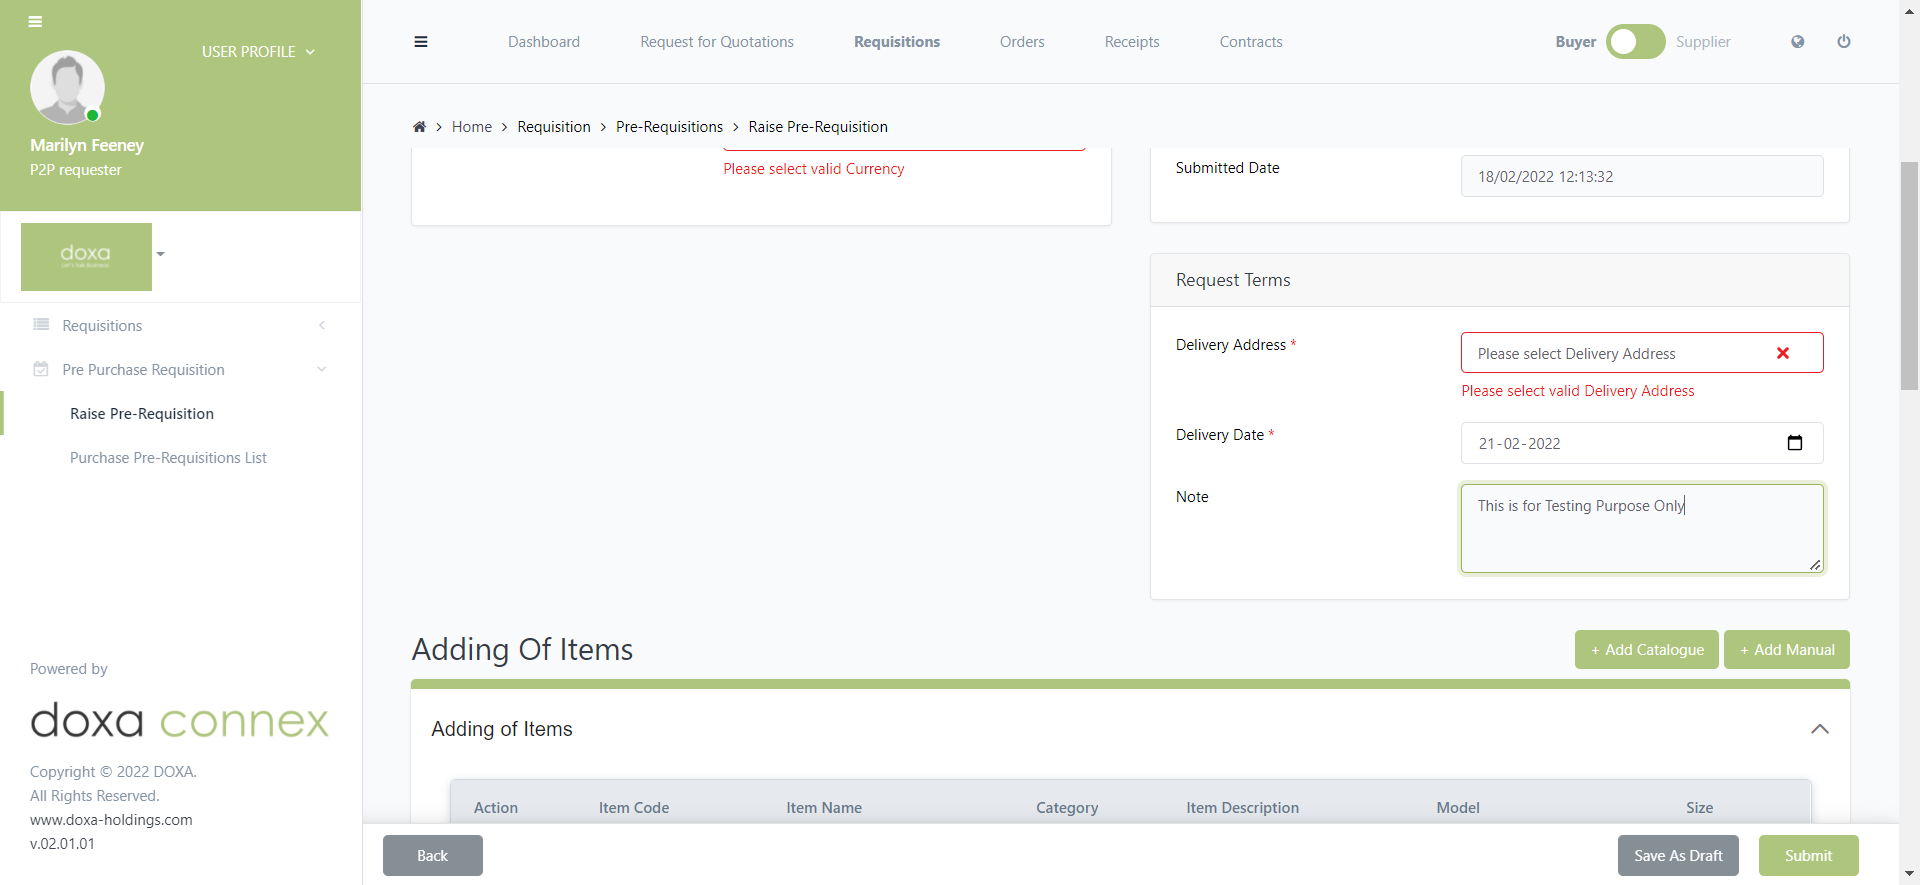 USER PROFILE
Marilyn Feeney
P2P requester
doxa
Let's Talk Business
Requisitions
Pre Purchase Requisition
Raise Pre-Requisition
Purchase Pre-Requisitions List
Powered by
doxa connex
Copyright © 2022 DOXA.
All Rights Reserved.
www.doxa-holdings.com
v.02.01.01
Dashboard Request for Quotations Requisitions Orders Receipts Contracts Buyer Supplier
Home > Requisition > Pre-Requisitions > Raise Pre-Requisition
Please select valid Currency
Submitted Date 18/02/2022 12:13:32
Request Terms
Delivery Address * Please select Delivery Address
Please select valid Delivery Address
Delivery Date * 21-02-2022
Note This is for Testing Purpose Only
Adding Of Items + Add Catalogue + Add Manual
Adding of Items
Action Item Code Item Name Category Item Description Model Size
Back Save As Draft Submit